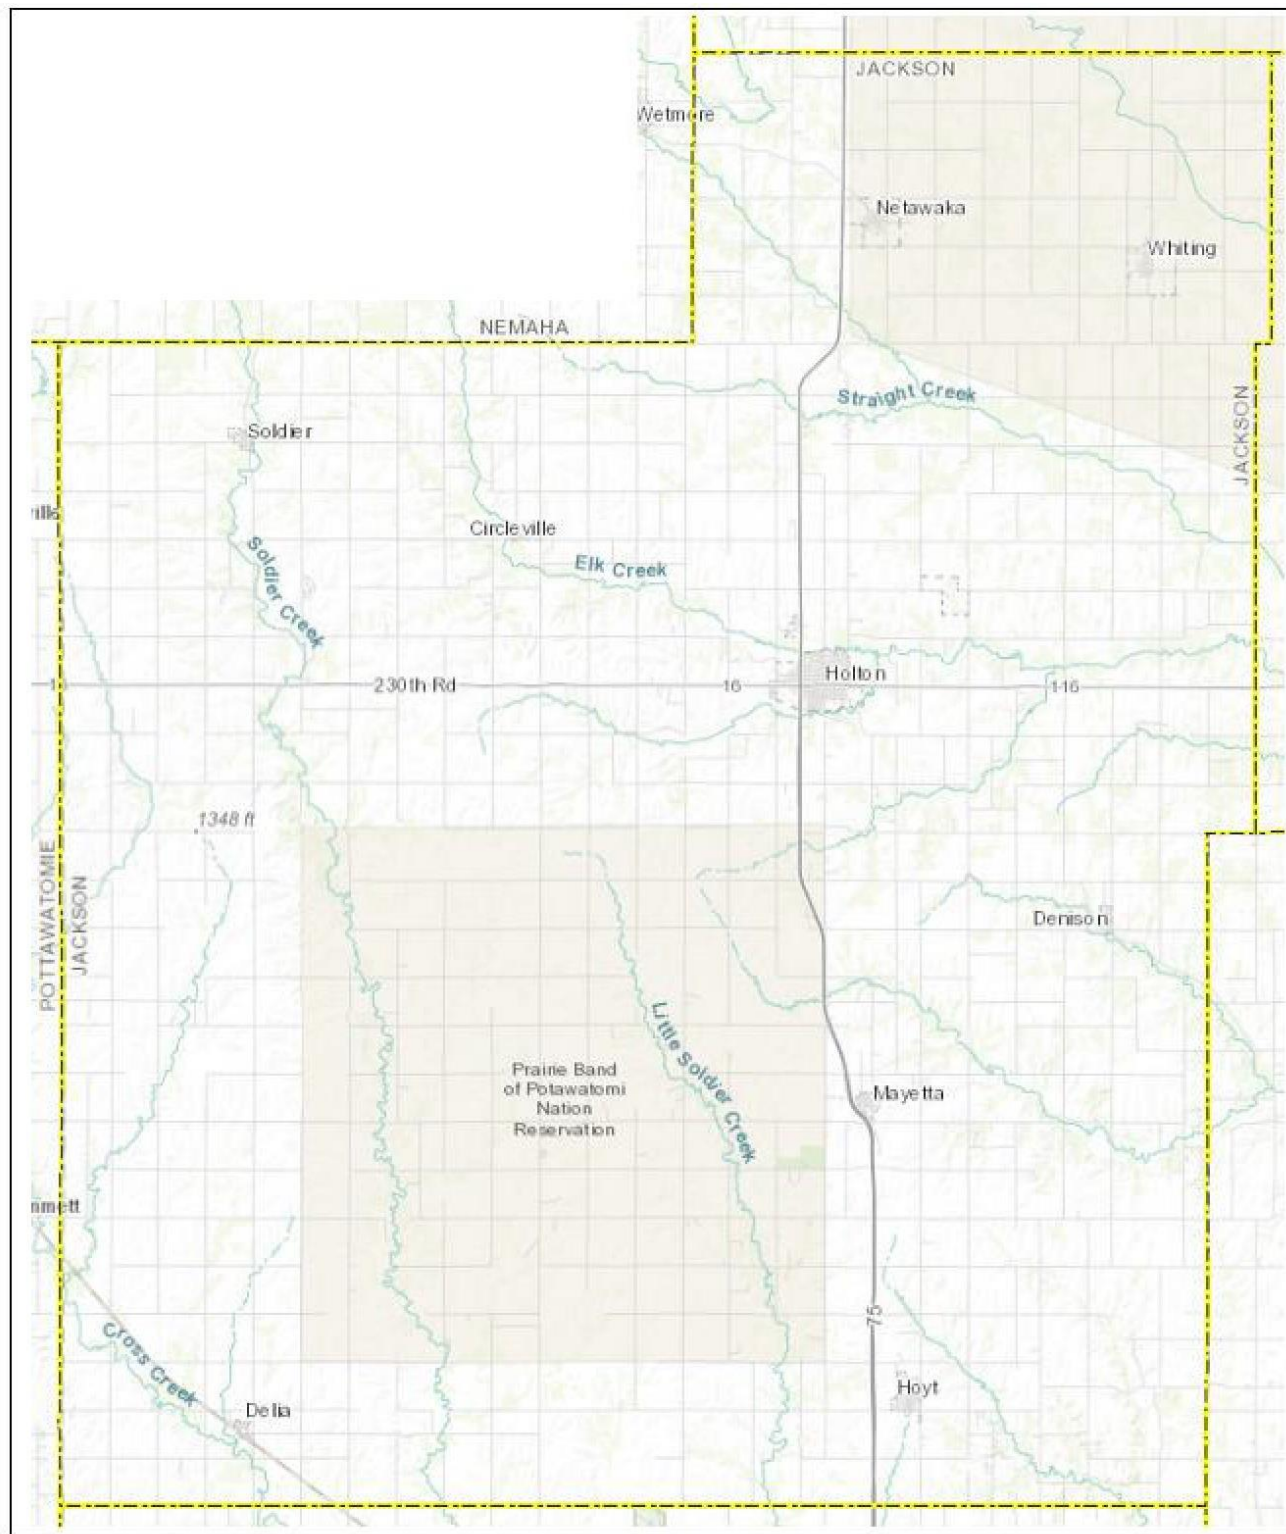 JACKSON
Wetmore
Netawaka
Whiting
NEMAHA
Straight Creek
JACKSON
Soldier
ville
Circleville
Soldier Creek
Elk Creek
Holton
230th Rd
16
116
1348 ft
POTTAWATOMIE
JACKSON
Denison
Little Soldier Creek
Prairie Band
of Potawatomi
Nation
Reservation
Mayetta
mmett
75
Cross Creek
Hoyt
Delia